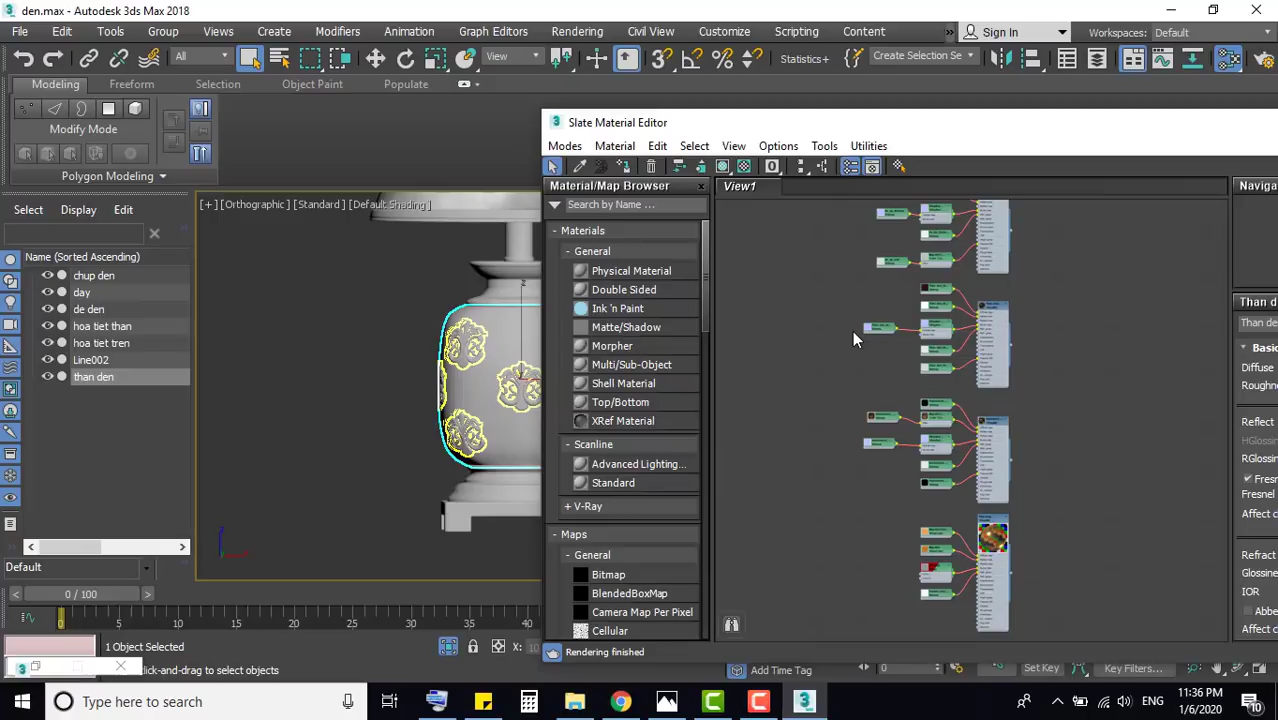 den.max - Autodesk 3ds Max 2018
File Edit Tools Group Views Create Modifiers Animation Graph Editors Rendering Civil View Customize Scripting Content » Sign In Workspaces: Default
All View Statistics+ Create Selection Se
Modeling Freeform Selection Object Paint Populate
Modify Mode
Polygon Modeling
Select Display Edit
Name (Sorted Ascending)
chup den
day
de den
hoa tiet than
hoa tiet tren
Line002
than den
Default
0 / 100
[+] [Orthographic] [Standard] [Default Shading]
z
z
Slate Material Editor
Modes Material Edit Select View Options Tools Utilities
Material/Map Browser
Search by Name ...
Materials
- General
Physical Material
Double Sided
Ink 'n Paint
Matte/Shadow
Morpher
Multi/Sub-Object
Shell Material
Top/Bottom
XRef Material
- Scanline
Advanced Lighting...
Standard
+ V-Ray
- Maps
- General
Bitmap
BlendedBoxMap
Camera Map Per Pixel
Cellular
View1
Naviga
Than d
Than de
Basic
Diffuse
Roughne
Reflect
RGlossin
Affect c
Refract
IOR
Abbe n
Affect c
Rendering finished
0 5 10 15 20 25 30 35 40
1 Object Selected
click-and-drag to select objects
X: 10
Add Time Tag
0
Set Key
Key Filters...
Type here to search
ENG
11:36 PM
1/6/2020